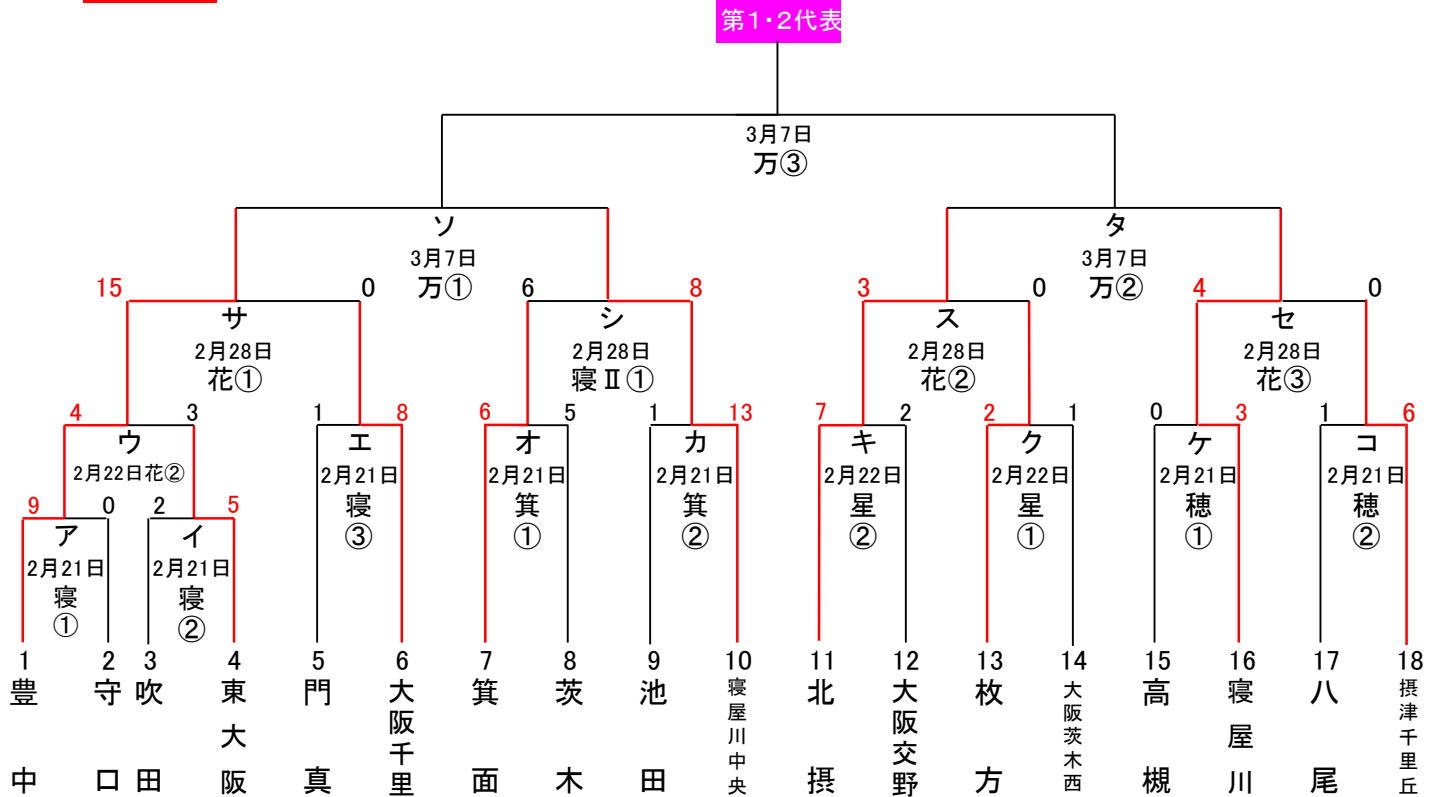 第1・2代表
3月7日
万③
ソ
タ
3月7日
3月7日
万①
万②
15
0
6
8
3
0
4
0
サ
シ
ス
セ
2月28日
2月28日
2月28日
2月28日
花①
寝Ⅱ①
花②
花③
4
3
1
8
6
5
1
13
7
2
2
1
0
3
1
6
ウ
エ
オ
カ
キ
ク
ケ
コ
2月22日花②
2月21日
2月21日
2月21日
2月22日
2月22日
2月21日
2月21日
寝
③
箕
①
箕
②
星
②
星
①
穂
①
穂
②
9
0
2
5
ア
イ
2月21日
2月21日
寝
①
寝
②
1
2
3
4
5
6
7
8
9
10
11
12
13
14
15
16
17
18
豊中
守口
吹田
東大阪
門真
大阪千里
箕面
茨木
池田
寝屋川中央
北摂
大阪交野
枚方
大阪茨木西
高槻
寝屋川
八尾
摂津千里丘